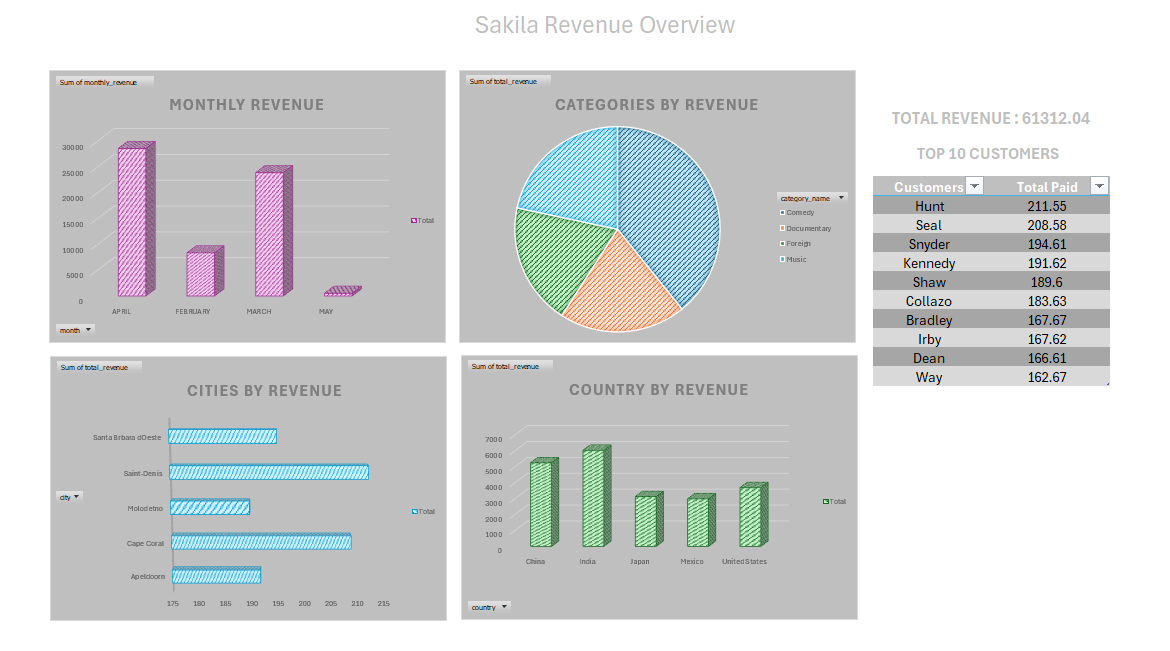 Sakila Revenue Overview
Sum of monthly_revenue
MONTHLY REVENUE
30000
25000
20000
15000
10000
5000
0
APRIL FEBRUARY MARCH MAY
Total
month
Sum of total_revenue
CATEGORIES BY REVENUE
category_name
Comedy
Documentary
Foreign
Music
TOTAL REVENUE : 61312.04
TOP 10 CUSTOMERS
Customers Total Paid
Hunt 211.55
Seal 208.58
Snyder 194.61
Kennedy 191.62
Shaw 189.6
Collazo 183.63
Bradley 167.67
Irby 167.62
Dean 166.61
Way 162.67
Sum of total_revenue
CITIES BY REVENUE
Santa Brbara dOeste
Saint-Denis
city
Molodetno
Cape Coral
Apeldoorn
175 180 185 190 195 200 205 210 215
Total
Sum of total_revenue
COUNTRY BY REVENUE
7000
6000
5000
4000
3000
2000
1000
0
China India Japan Mexico United States
Total
country